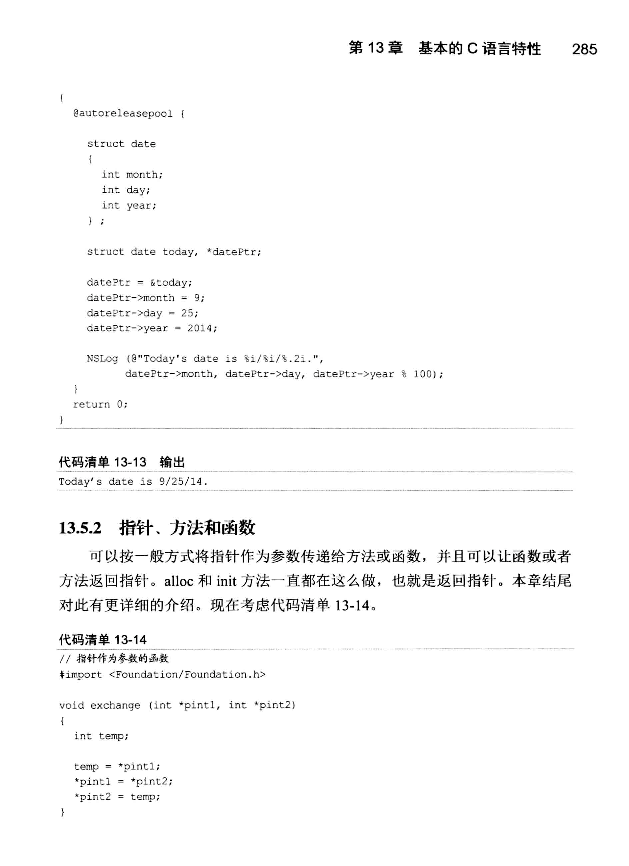 第 13 章 基本的 C 语言特性 285
{
@autoreleasepool {
struct date
{
int month;
int day;
int year;
} ;
struct date today, *datePtr;
datePtr = &today;
datePtr->month = 9;
datePtr->day = 25;
datePtr->year = 2014;
NSLog (@"Today's date is %i/%i/%.2i.",
datePtr->month, datePtr->day, datePtr->year % 100);
}
return 0;
}
代码清单 13-13 输出
Today's date is 9/25/14.
13.5.2 指针、方法和函数
可以按一般方式将指针作为参数传递给方法或函数，并且可以让函数或者
方法返回指针。alloc 和 init 方法一直都在这么做，也就是返回指针。本章结尾
对此有更详细的介绍。现在考虑代码清单 13-14。
代码清单 13-14
// 指针作为参数的函数
#import <Foundation/Foundation.h>
void exchange (int *pint1, int *pint2)
{
int temp;
temp = *pint1;
*pint1 = *pint2;
*pint2 = temp;
}